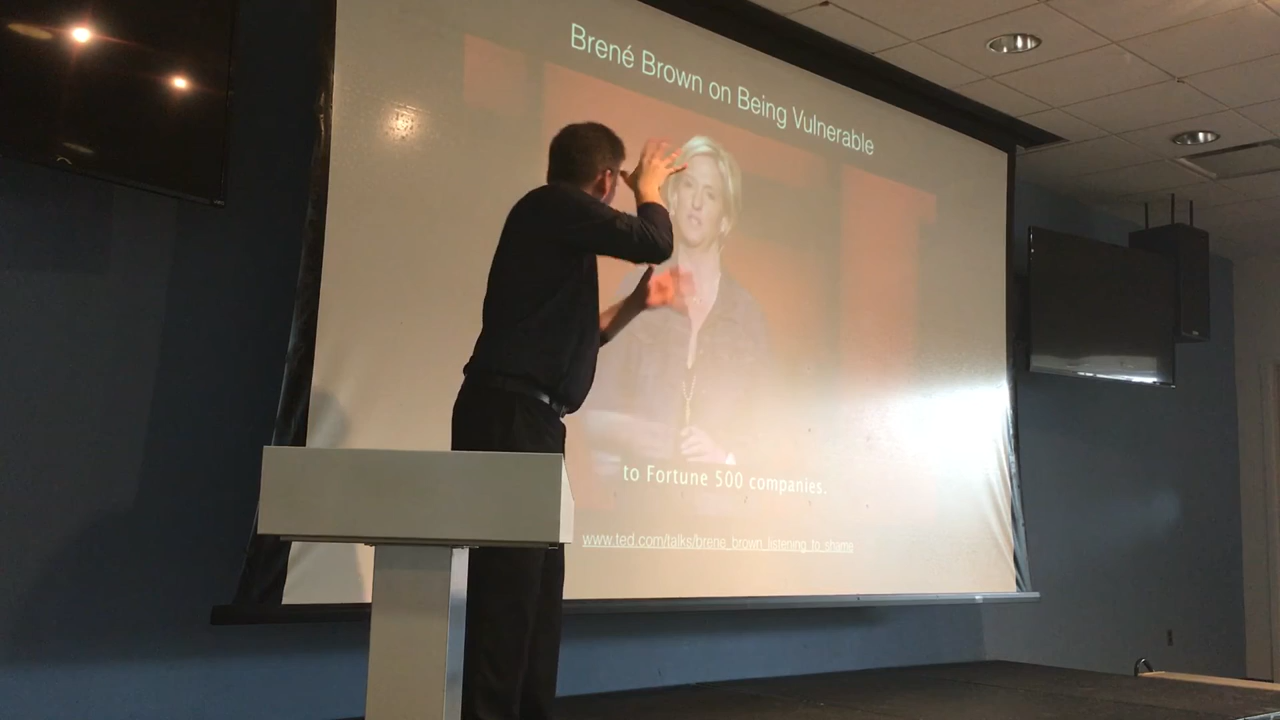 Brené Brown on Being Vulnerable
to Fortune 500 companies.
www.ted.com/talks/brene_brown_listening_to_shame